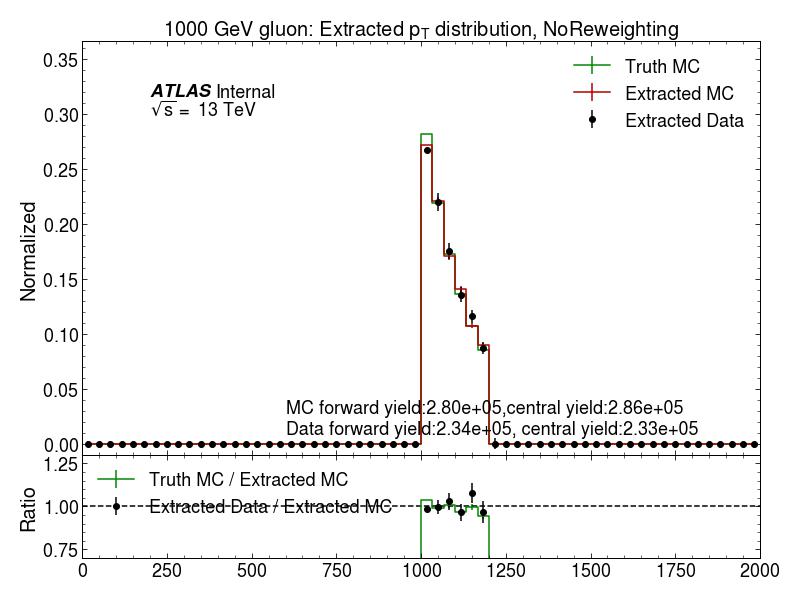 1000 GeV gluon: Extracted pT distribution, NoReweighting
0.35
0.30
0.25
0.20
0.15
0.10
0.05
0.00
Normalized
ATLAS Internal
√s = 13 TeV
Truth MC
Extracted MC
Extracted Data
MC forward yield:2.80e+05,central yield:2.86e+05
Data forward yield:2.34e+05, central yield:2.33e+05
1.25
1.00
0.75
Ratio
Truth MC / Extracted MC
Extracted Data / Extracted MC
0 250 500 750 1000 1250 1500 1750 2000